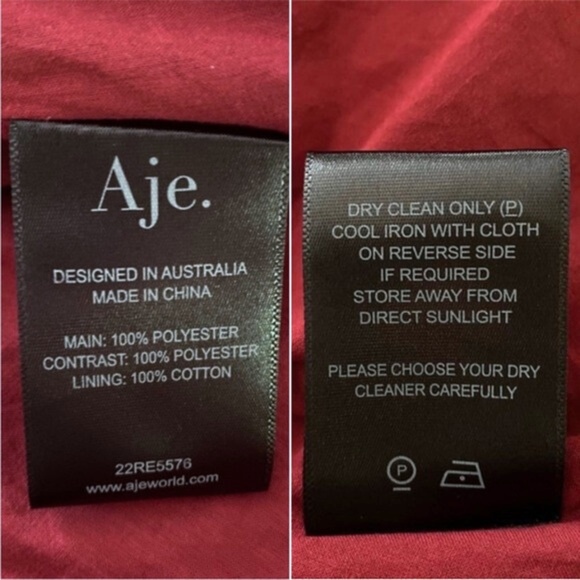 Aje.
DESIGNED IN AUSTRALIA
MADE IN CHINA
MAIN: 100% POLYESTER
CONTRAST: 100% POLYESTER
LINING: 100% COTTON
22RE5576
www.ajeworld.com
DRY CLEAN ONLY (P)
COOL IRON WITH CLOTH
ON REVERSE SIDE
IF REQUIRED
STORE AWAY FROM
DIRECT SUNLIGHT
PLEASE CHOOSE YOUR DRY
CLEANER CAREFULLY
P